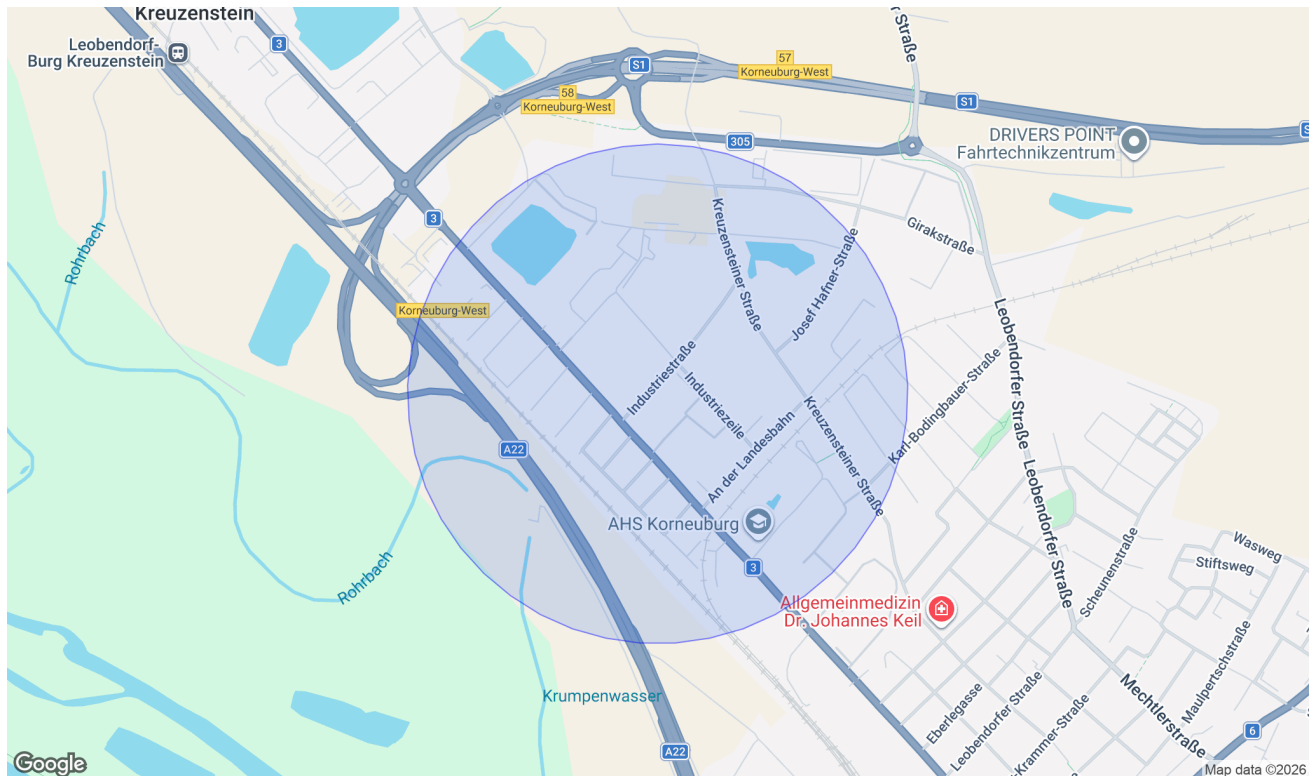 Kreuzenstein
Leobendorf-
Burg Kreuzenstein
3
S1
57
Korneuburg-West
58
Korneuburg-West
S1
Straße
305
DRIVERS POINT
Fahrtechnikzentrum
3
Rohrbach
Kreuzensteiner Straße
Girakstraße
Josef Hafner-Straße
Korneuburg-West
Leobendorfer Straße
Industriestraße
Industriezeile
Karl-Bodingbauer-Straße
Kreuzensteiner Straße
An der Landesbahn
A22
Leobendorfer Straße
AHS Korneuburg
Wasweg
Stiftsweg
Scheunenstraße
3
Rohrbach
Allgemeinmedizin
Dr. Johannes Keil
Maulpertschstraße
Krumpenwasser
Eberlegasse
Leobendorfer Straße
-Krammer-Straße
Mechtlerstraße
6
A22
Google
Map data ©2026